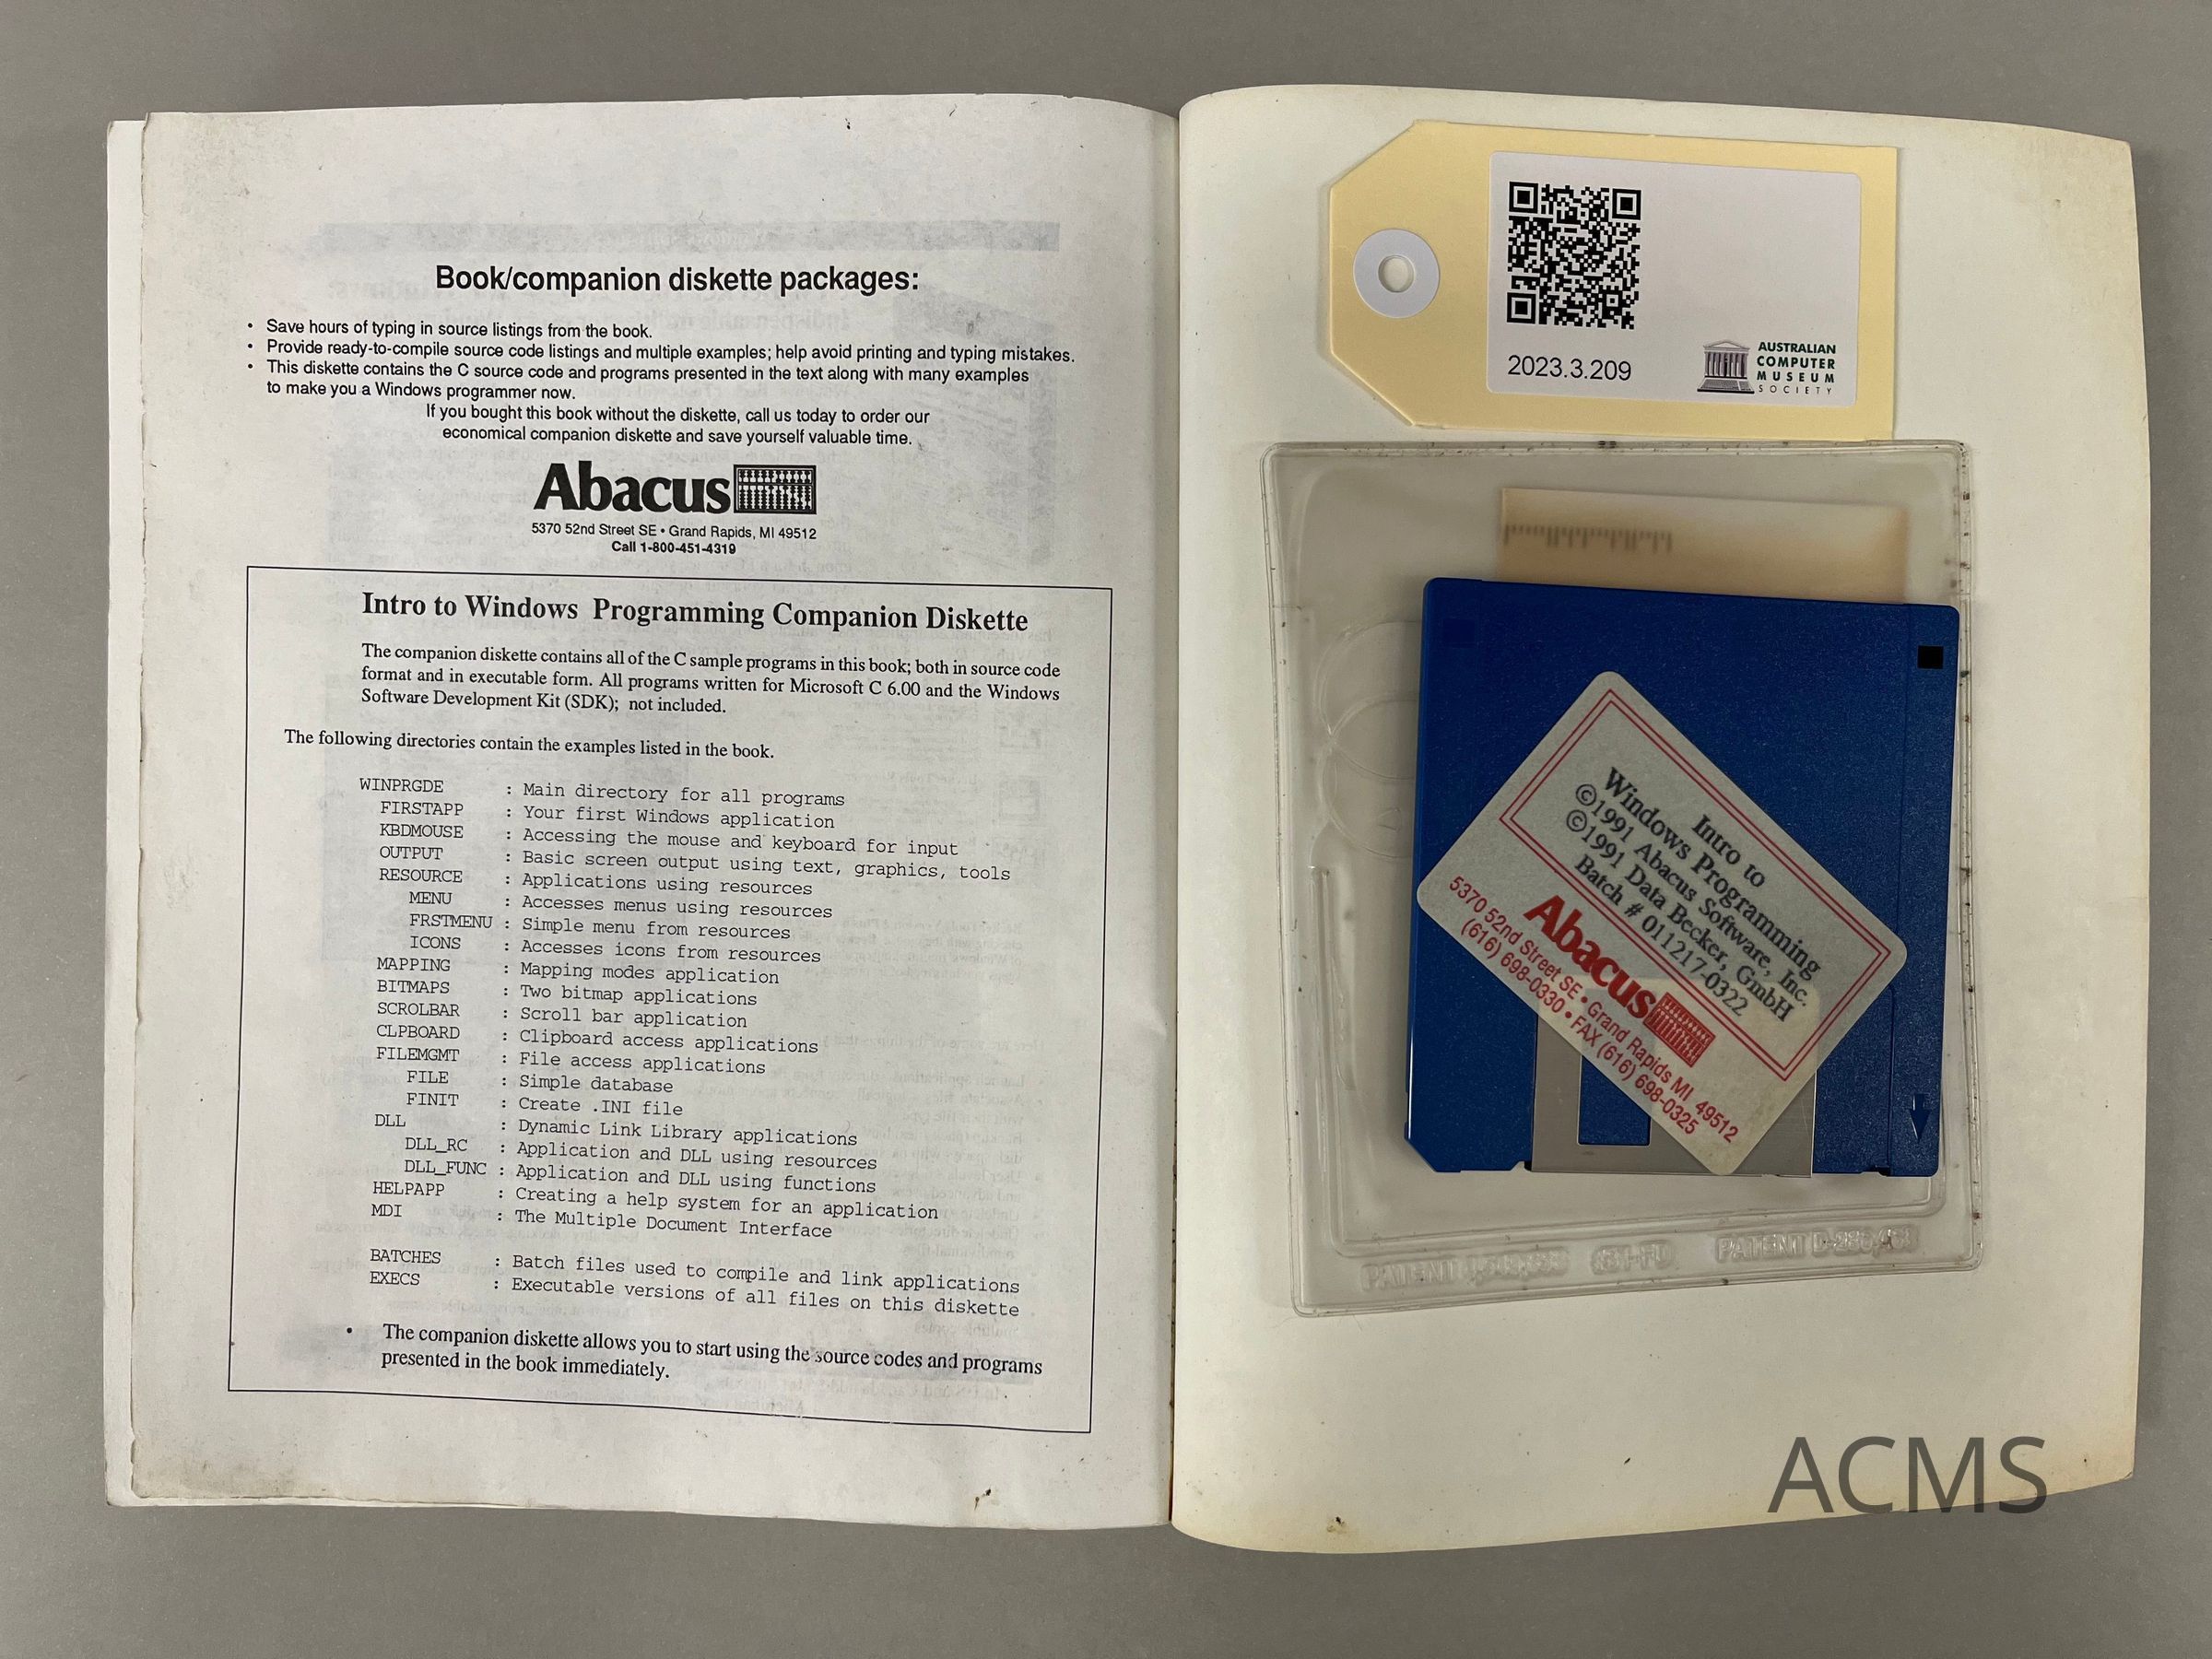 Book/companion diskette packages:
• Save hours of typing in source listings from the book.
• Provide ready-to-compile source code listings and multiple examples; help avoid printing and typing mistakes.
• This diskette contains the C source code and programs presented in the text along with many examples
to make you a Windows programmer now.
If you bought this book without the diskette, call us today to order our
economical companion diskette and save yourself valuable time.
Abacus
5370 52nd Street SE • Grand Rapids, MI 49512
Call 1-800-451-4319
Intro to Windows Programming Companion Diskette
The companion diskette contains all of the C sample programs in this book; both in source code
format and in executable form. All programs written for Microsoft C 6.00 and the Windows
Software Development Kit (SDK); not included.
The following directories contain the examples listed in the book.
WINPRGDE : Main directory for all programs
FIRSTAPP : Your first Windows application
KBDMOUSE : Accessing the mouse and keyboard for input
OUTPUT : Basic screen output using text, graphics, tools
RESOURCE : Applications using resources
MENU : Accesses menus using resources
FRSTMENU : Simple menu from resources
ICONS : Accesses icons from resources
MAPPING : Mapping modes application
BITMAPS : Two bitmap applications
SCROLBAR : Scroll bar application
CLPBOARD : Clipboard access applications
FILEMGMT : File access applications
FILE : Simple database
FINIT : Create .INI file
DLL : Dynamic Link Library applications
DLL_RC : Application and DLL using resources
DLL_FUNC : Application and DLL using functions
HELPAPP : Creating a help system for an application
MDI : The Multiple Document Interface
BATCHES : Batch files used to compile and link applications
EXECS : Executable versions of all files on this diskette
• The companion diskette allows you to start using the source codes and programs
presented in the book immediately.
2023.3.209
AUSTRALIAN
COMPUTER
MUSEUM
SOCIETY
Intro to
Windows Programming
©1991 Abacus Software, Inc.
©1991 Data Becker, GmbH
Batch # 011217-0322
Abacus
5370 52nd Street SE • Grand Rapids MI 49512
(616) 698-0330 • FAX (616) 698-0325
PATENT
PATENT
ACMS